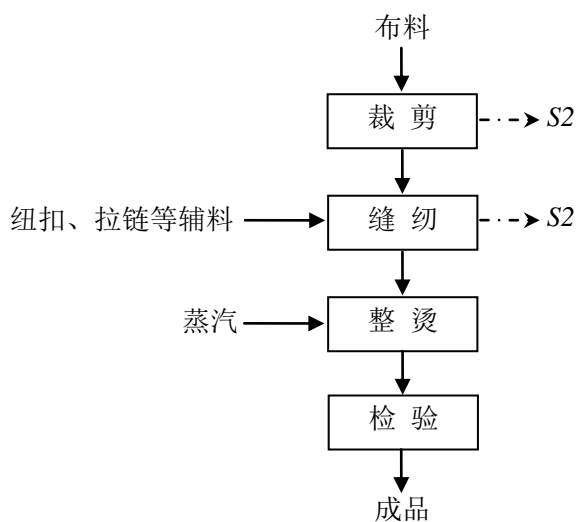 布料
裁 剪 S2
纽扣、拉链等辅料 缝 纫 S2
蒸汽 整 烫
检 验
成品